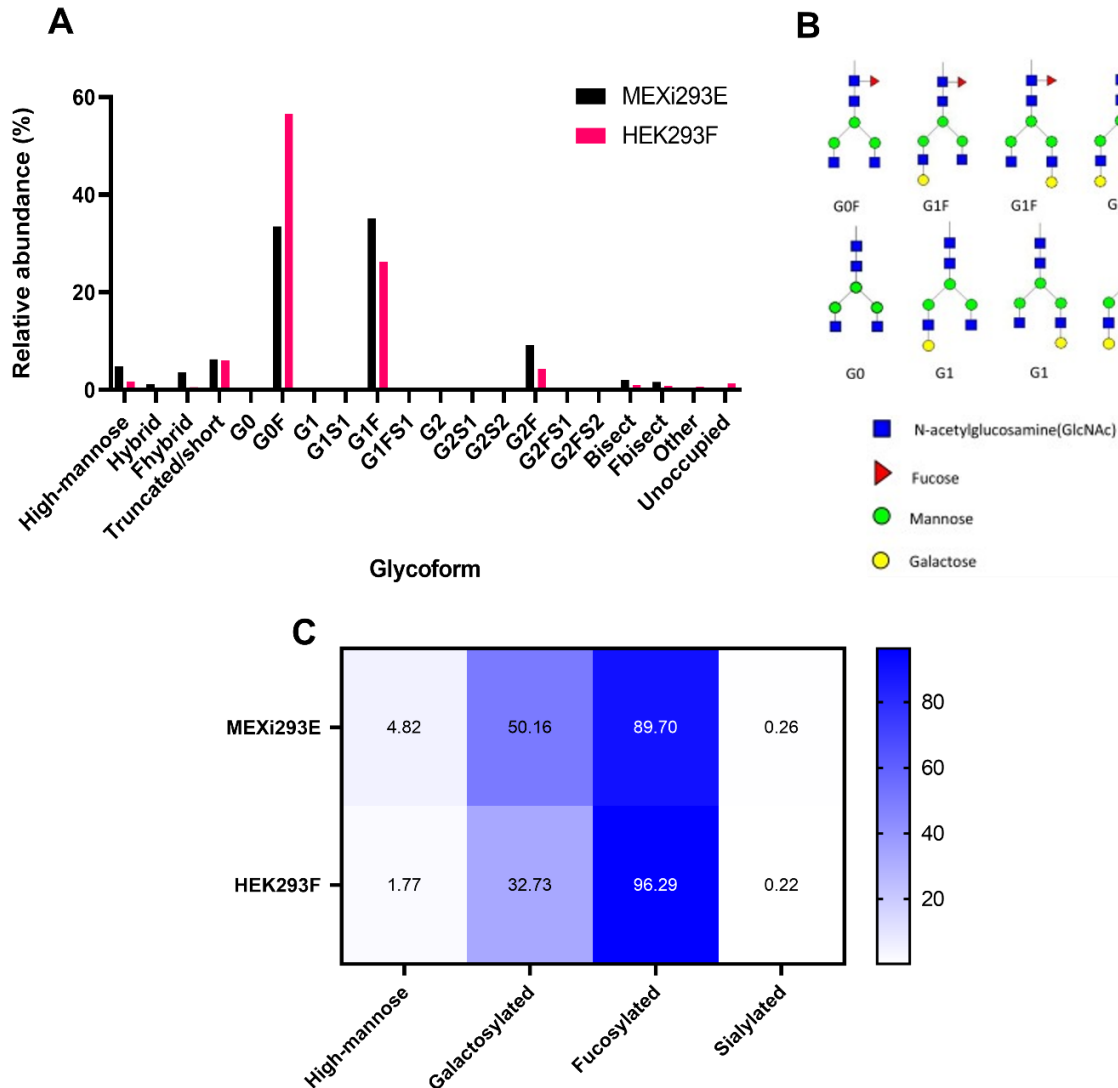 A
Relative abundance (%)
60
40
20
0
MEXi293E
HEK293F
High-mannose
Hybrid
Fhybrid
Truncated/short
G0
G0F
G1
G1S1
G1F
G1FS1
G2
G2S1
G2S2
G2F
G2FS1
G2FS2
Bisect
Fbisect
Other
Unoccupied
Glycoform
B
G0F
G1F
G1F
G
G0
G1
G1
N-acetylglucosamine(GlcNAc)
Fucose
Mannose
Galactose
C
MEXi293E
4.82
50.16
89.70
0.26
HEK293F
1.77
32.73
96.29
0.22
High-mannose
Galactosylated
Fucosylated
Sialylated
80
60
40
20